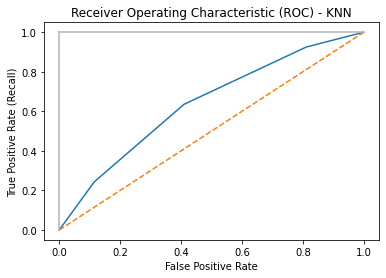 Receiver Operating Characteristic (ROC) - KNN
True Positive Rate (Recall)
1.0
0.8
0.6
0.4
0.2
0.0
0.0 0.2 0.4 0.6 0.8 1.0
False Positive Rate